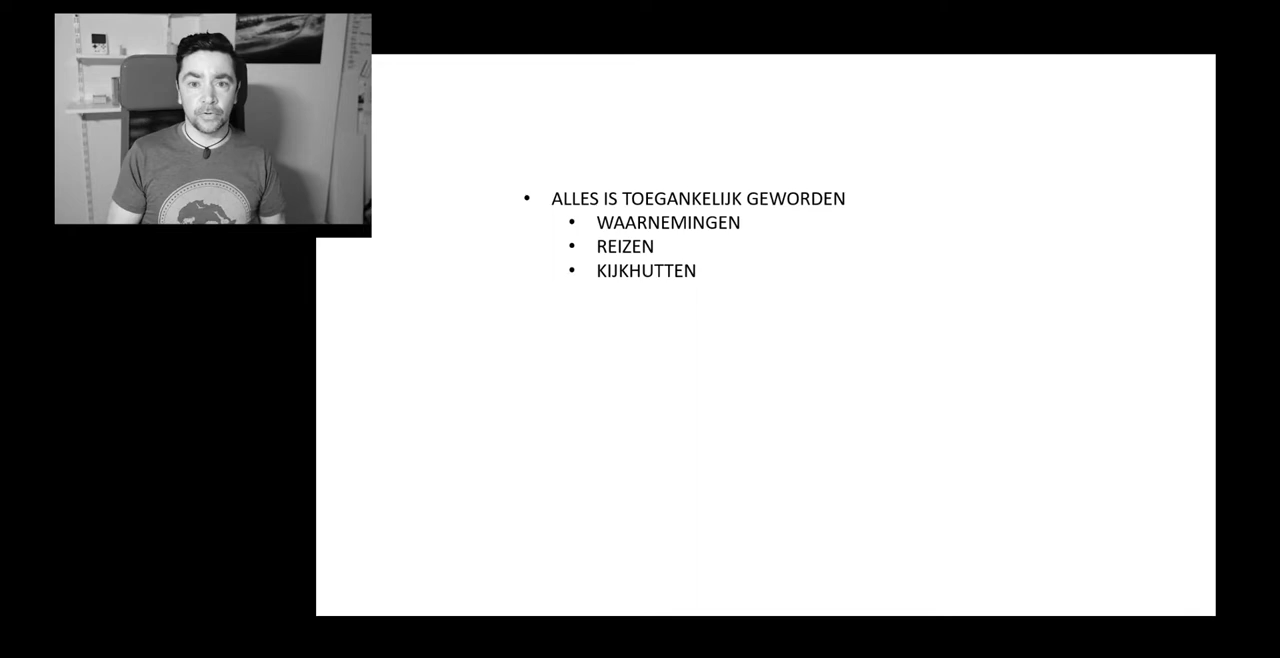 • ALLES IS TOEGANKELIJK GEWORDEN
• WAARNEMINGEN
• REIZEN
• KIJKHUTTEN